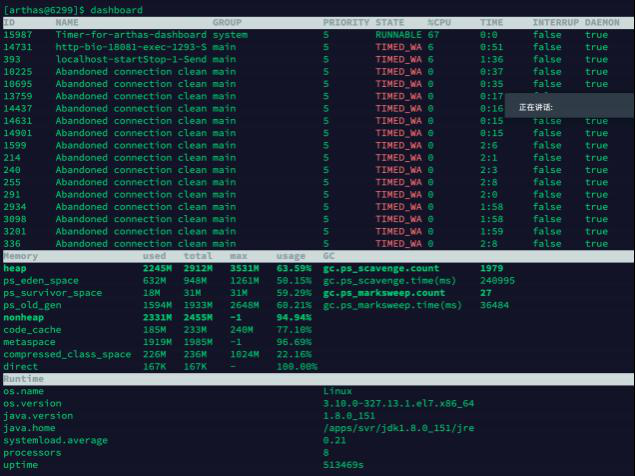 [arthas@6299]$ dashboard
ID NAME GROUP PRIORITY STATE %CPU TIME INTERRUP DAEMON
15987 Timer-for-arthas-dashboard system 5 RUNNABLE 67 0:0 false true
14731 http-bio-18081-exec-1293-S main 5 TIMED_WA 6 0:51 false true
393 localhost-startStop-1-Send main 5 TIMED_WA 6 1:36 false true
10225 Abandoned connection clean main 5 TIMED_WA 0 0:37 false true
10695 Abandoned connection clean main 5 TIMED_WA 0 0:35 false true
13759 Abandoned connection clean main 5 TIMED_WA 0 0:17
14437 Abandoned connection clean main 5 TIMED_WA 0 0:16 正在讲话:
14631 Abandoned connection clean main 5 TIMED_WA 0 0:15 false true
14901 Abandoned connection clean main 5 TIMED_WA 0 0:15 false true
1599 Abandoned connection clean main 5 TIMED_WA 0 2:6 false true
214 Abandoned connection clean main 5 TIMED_WA 0 2:1 false true
240 Abandoned connection clean main 5 TIMED_WA 0 2:3 false true
255 Abandoned connection clean main 5 TIMED_WA 0 2:8 false true
291 Abandoned connection clean main 5 TIMED_WA 0 2:0 false true
2934 Abandoned connection clean main 5 TIMED_WA 0 1:58 false true
3098 Abandoned connection clean main 5 TIMED_WA 0 1:58 false true
3201 Abandoned connection clean main 5 TIMED_WA 0 1:59 false true
336 Abandoned connection clean main 5 TIMED_WA 0 2:8 false true
Memory used total max usage GC
heap 2245M 2912M 3531M 63.59% gc.ps_scavenge.count 1979
ps_eden_space 632M 948M 1261M 50.15% gc.ps_scavenge.time(ms) 240995
ps_survivor_space 18M 31M 31M 59.29% gc.ps_marksweep.count 27
ps_old_gen 1594M 1933M 2648M 60.21% gc.ps_marksweep.time(ms) 36484
nonheap 2331M 2455M -1 94.94%
code_cache 185M 233M 240M 77.10%
metaspace 1919M 1985M -1 96.69%
compressed_class_space 226M 236M 1024M 22.16%
direct 167K 167K - 100.00%
Runtime
os.name Linux
os.version 3.10.0-327.13.1.el7.x86_64
java.version 1.8.0_151
java.home /apps/svr/jdk1.8.0_151/jre
systemload.average 0.21
processors 8
uptime 513469s